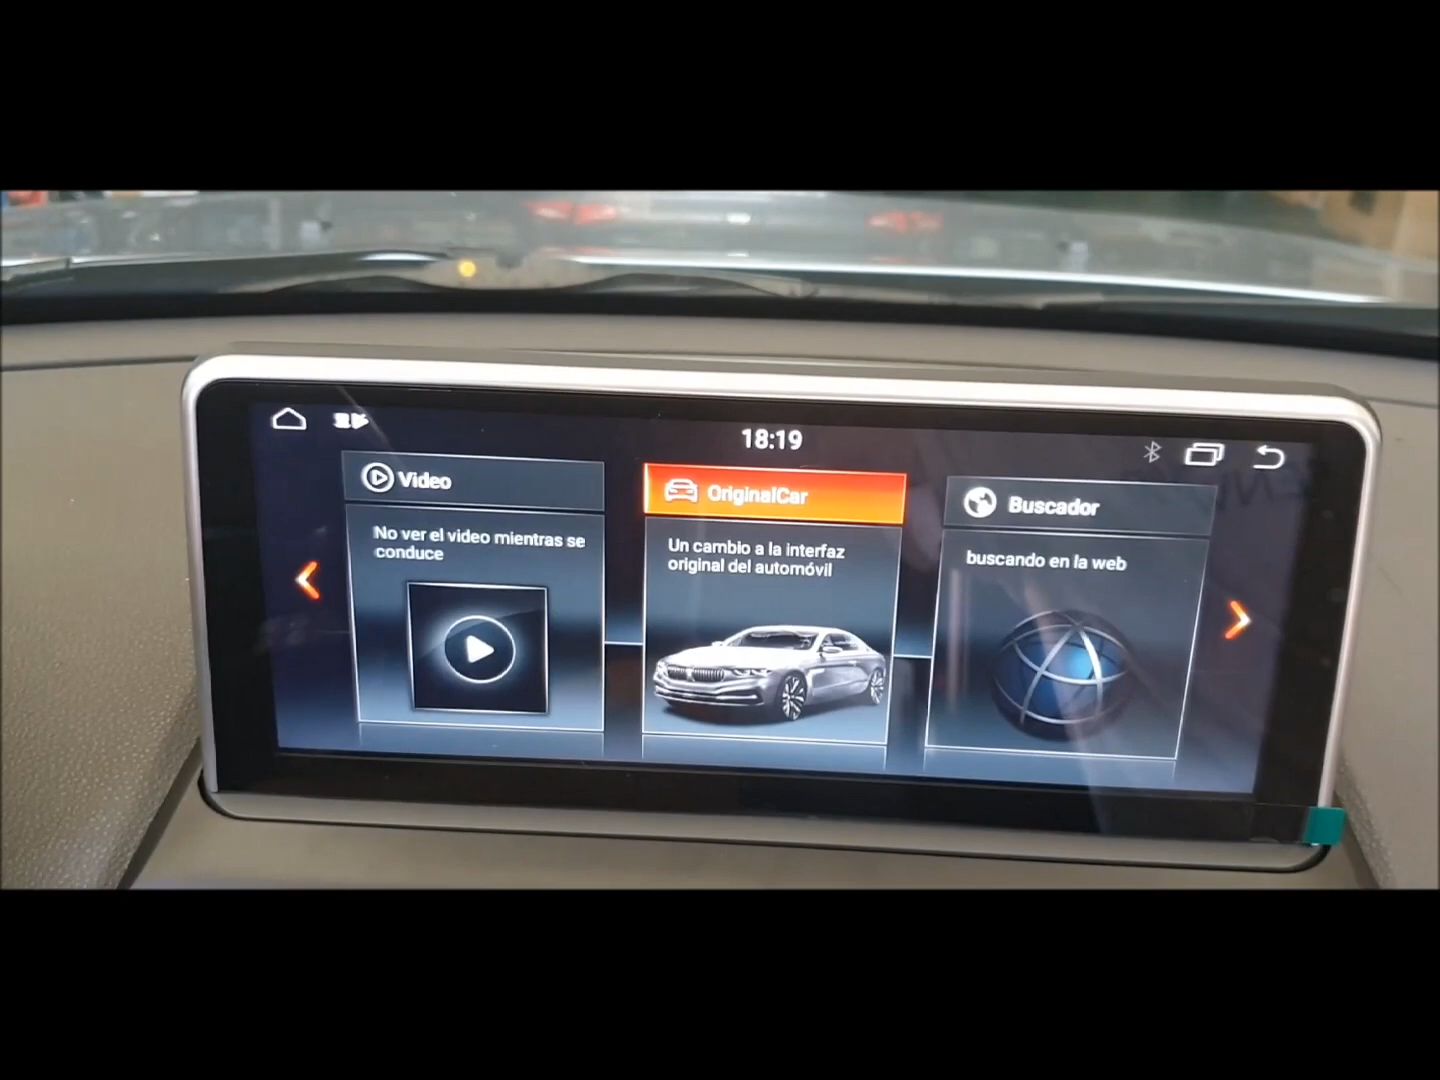 18:19
Video
No ver el video mientras se
conduce
OriginalCar
Un cambio a la interfaz
original del automóvil
Buscador
buscando en la web